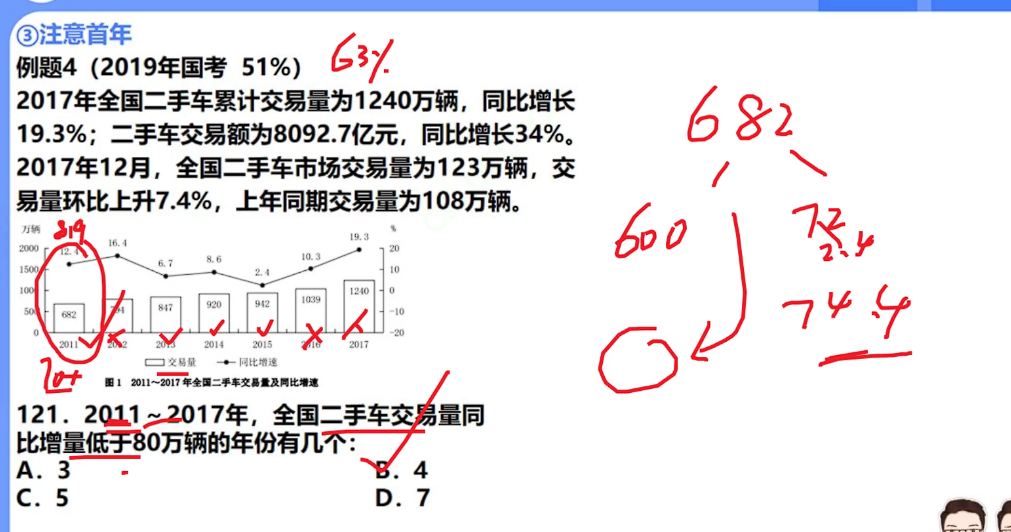 ③注意首年
例题4（2019年国考 51%） 63%
2017年全国二手车累计交易量为1240万辆，同比增长
19.3%；二手车交易额为8092.7亿元，同比增长34%。
2017年12月，全国二手车市场交易量为123万辆，交
易量环比上升7.4%，上年同期交易量为108万辆。
万辆 819 %
2000 12.4 16.4 6.7 8.6 2.4 10.3 19.3 20
1500 10
1000 0
500 682 794 847 920 942 1039 1240 -10
0 -20
2011 2012 2013 2014 2015 2016 2017
交易量 同比增速
图1 2011～2017年全国二手车交易量及同比增速
121．2011～2017年，全国二手车交易量同
比增量低于80万辆的年份有几个：
A．3 B．4
C．5 D．7
682
600 72
2.4
74.4